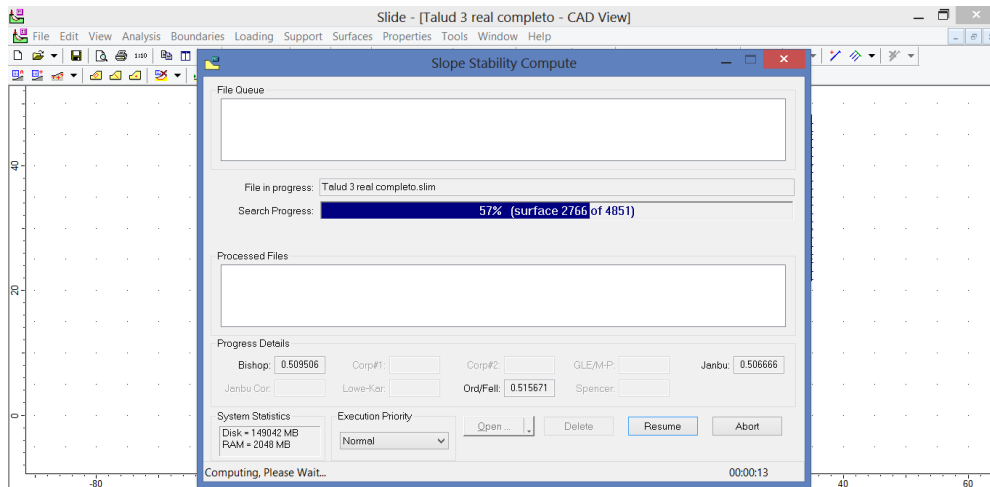 Slide - [Talud 3 real completo - CAD View]
File Edit View Analysis Boundaries Loading Support Surfaces Properties Tools Window Help
1:10
Slope Stability Compute
File Queue
File in progress: Talud 3 real completo.slim
Search Progress: 57% (surface 2766 of 4851)
Processed Files
Progress Details
Bishop: 0.509506 Corp#1: Corp#2: GLE/M-P: Janbu: 0.506666
Janbu Cor: Lowe-Kar: Ord/Fell: 0.515671 Spencer:
System Statistics Execution Priority
Disk = 149042 MB
RAM = 2048 MB
Normal
Open ... Delete Resume Abort
Computing, Please Wait... 00:00:13
40
20
0
-80 40 60